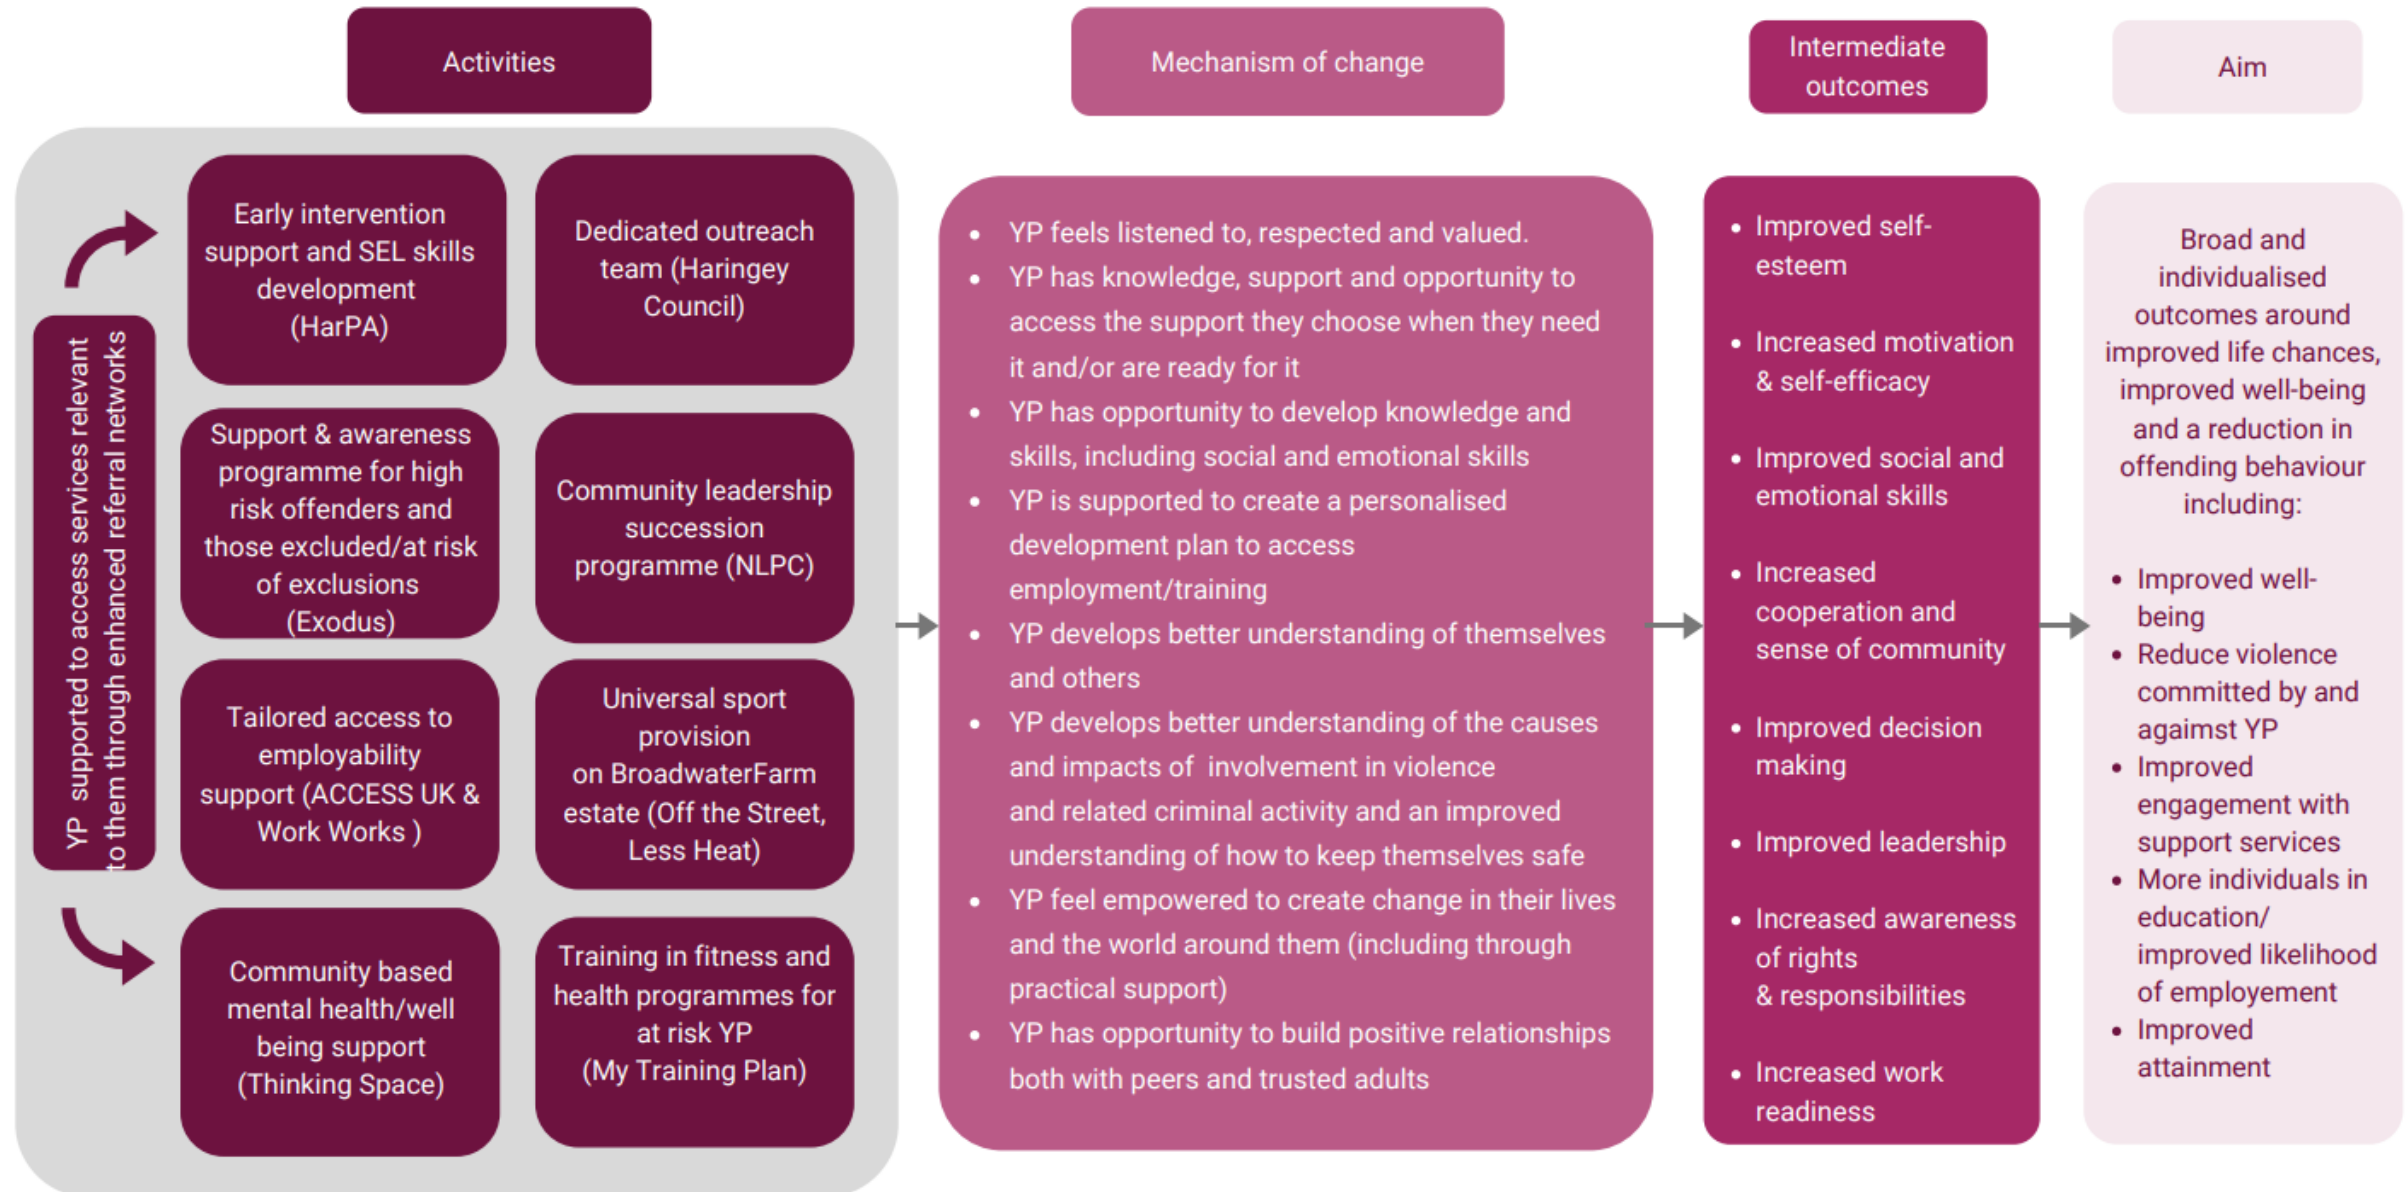 Activities
Mechanism of change
Intermediate
outcomes
Aim
YP supported to access services relevant
to them through enhanced referral networks
Early intervention
support and SEL skills
development
(HarPA)
Dedicated outreach
team (Haringey
Council)
Support & awareness
programme for high
risk offenders and
those excluded/at risk
of exclusions
(Exodus)
Community leadership
succession
programme (NLPC)
Tailored access to
employability
support (ACCESS UK &
Work Works )
Universal sport
provision
on BroadwaterFarm
estate (Off the Street,
Less Heat)
Community based
mental health/well
being support
(Thinking Space)
Training in fitness and
health programmes for
at risk YP
(My Training Plan)
• YP feels listened to, respected and valued.
• YP has knowledge, support and opportunity to
access the support they choose when they need
it and/or are ready for it
• YP has opportunity to develop knowledge and
skills, including social and emotional skills
• YP is supported to create a personalised
development plan to access
employment/training
• YP develops better understanding of themselves
and others
• YP develops better understanding of the causes
and impacts of involvement in violence
and related criminal activity and an improved
understanding of how to keep themselves safe
• YP feel empowered to create change in their lives
and the world around them (including through
practical support)
• YP has opportunity to build positive relationships
both with peers and trusted adults
• Improved self-
esteem
• Increased motivation
& self-efficacy
• Improved social and
emotional skills
• Increased
cooperation and
sense of community
• Improved decision
making
• Improved leadership
• Increased awareness
of rights
& responsibilities
• Increased work
readiness
Broad and
individualised
outcomes around
improved life chances,
improved well-being
and a reduction in
offending behaviour
including:
• Improved well-
being
• Reduce violence
committed by and
agaimst YP
• Improved
engagement with
support services
• More individuals in
education/
improved likelihood
of employement
• Improved
attainment